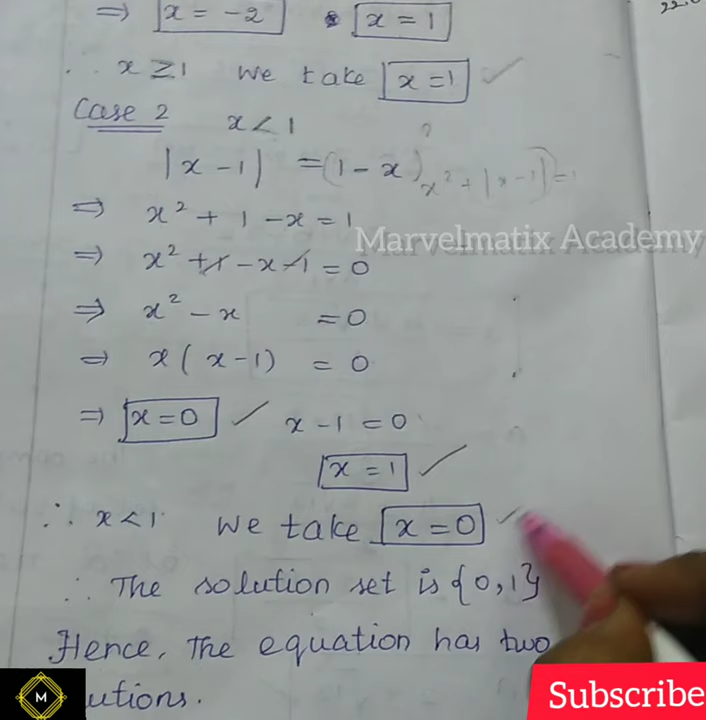 ⇒ x = -2 x = 1
∴ x ≥ 1 we take x = 1 ✓
Case 2 x < 1
|x - 1| = (1 - x) x² + |x - 1| = 1
⇒ x² + 1 - x = 1
Marvelmatix Academy
⇒ x² + 1 - x - 1 = 0
⇒ x² - x = 0
⇒ x ( x - 1) = 0
⇒ x = 0 ✓ x - 1 = 0
x = 1 ✓
∴ x < 1 we take x = 0 ✓
∴ The solution set is {0, 1}
Hence, The equation has two
utions.
M
Subscribe